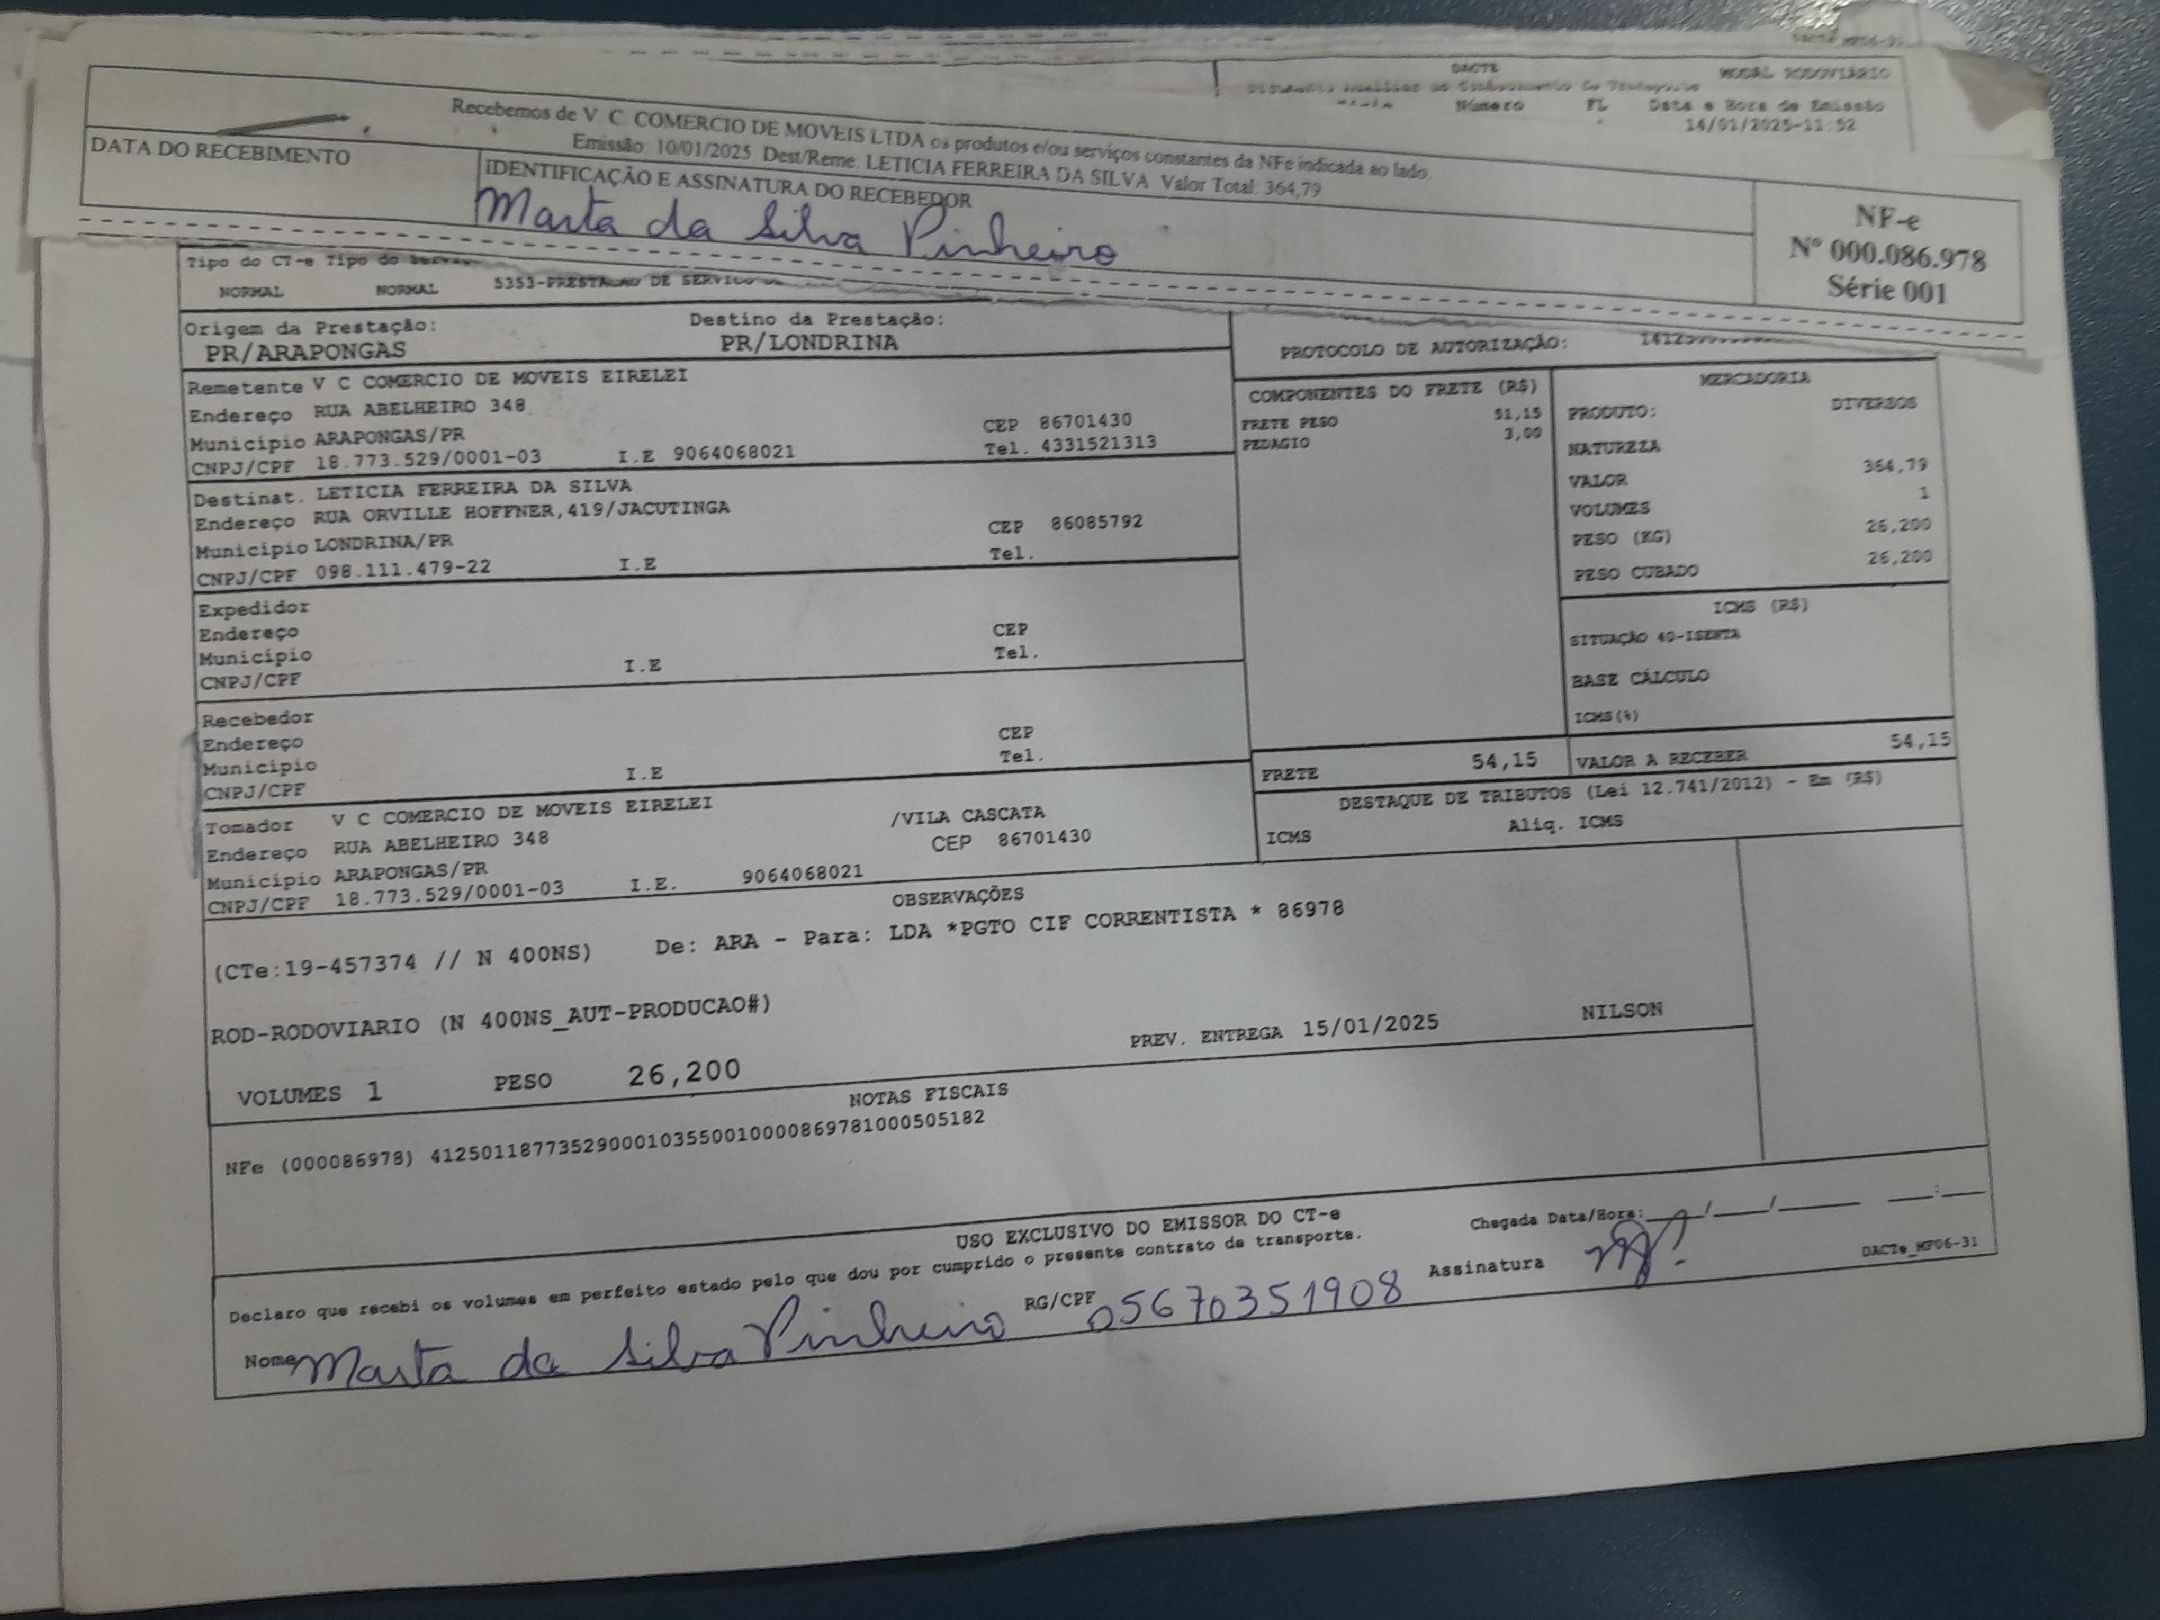 DACTE MODAL RODOVIÁRIO
Número FL Data e Hora de Emissão
14/01/2025-11:52
Recebemos de V. C. COMERCIO DE MOVEIS LTDA os produtos e/ou serviços constantes da NFe indicada ao lado.
Emissão: 10/01/2025 Dest/Reme: LETICIA FERREIRA DA SILVA Valor Total: 364,79
DATA DO RECEBIMENTO
IDENTIFICAÇÃO E ASSINATURA DO RECEBEDOR
Marta da Silva Pinheiro
NF-e
Nº 000.086.978
Série 001
Tipo do CT-e Tipo do
NORMAL NORMAL 5353-PRESTACAO DE SERVICO
Origem da Prestação: Destino da Prestação:
PR/ARAPONGAS PR/LONDRINA
PROTOCOLO DE AUTORIZAÇÃO:
Remetente V C COMERCIO DE MOVEIS EIRELEI
Endereço RUA ABELHEIRO 348
Município ARAPONGAS/PR CEP 86701430
CNPJ/CPF 18.773.529/0001-03 I.E 9064068021 Tel. 4331521313
Destinat. LETICIA FERREIRA DA SILVA
Endereço RUA ORVILLE HOFFNER,419/JACUTINGA
Município LONDRINA/PR CEP 86085792
CNPJ/CPF 098.111.479-22 I.E Tel.
Expedidor
Endereço
Município CEP
CNPJ/CPF I.E Tel.
Recebedor
Endereço
Município CEP
CNPJ/CPF I.E Tel.
Tomador V C COMERCIO DE MOVEIS EIRELEI
Endereço RUA ABELHEIRO 348 /VILA CASCATA
Município ARAPONGAS/PR CEP 86701430
CNPJ/CPF 18.773.529/0001-03 I.E. 9064068021
COMPONENTES DO FRETE (R$)
FRETE PESO 51,15
PEDAGIO 3,00
MERCADORIA
PRODUTO: DIVERSOS
NATUREZA
VALOR 364,79
VOLUMES 1
PESO (KG) 26,200
PESO CUBADO 26,200
ICMS (R$)
SITUAÇÃO 40-ISENTA
BASE CÁLCULO
ICMS(%)
FRETE 54,15 VALOR A RECEBER 54,15
DESTAQUE DE TRIBUTOS (Lei 12.741/2012) - Em (R$)
ICMS Aliq. ICMS
OBSERVAÇÕES
(CTe:19-457374 // N 400NS) De: ARA - Para: LDA *PGTO CIF CORRENTISTA * 86978
ROD-RODOVIARIO (N 400NS_AUT-PRODUCAO#)
PREV. ENTREGA 15/01/2025 NILSON
VOLUMES 1 PESO 26,200
NOTAS FISCAIS
NFe (000086978) 41250118773529000103550010000869781000505182
USO EXCLUSIVO DO EMISSOR DO CT-e
Declaro que recebi os volumes em perfeito estado pelo que dou por cumprido o presente contrato de transporte.
Chegada Data/Hora:____/____/______ ____:____
Nome Marta da Silva Pinheiro RG/CPF 05670351908 Assinatura
DACTe_MF06-31